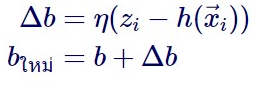 Δb = η(z_i − h(x⃗_i))
b_ใหม่ = b + Δb